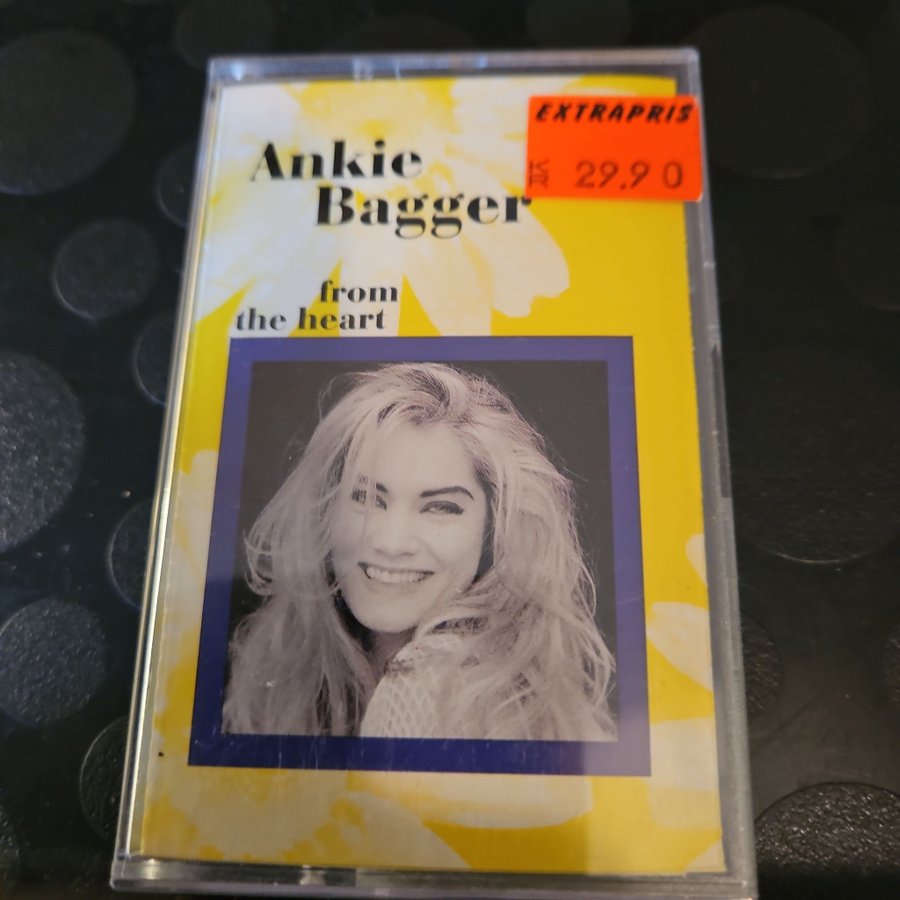 EXTRAPRIS
KR 29.90
Ankie
Bagger
from
the heart